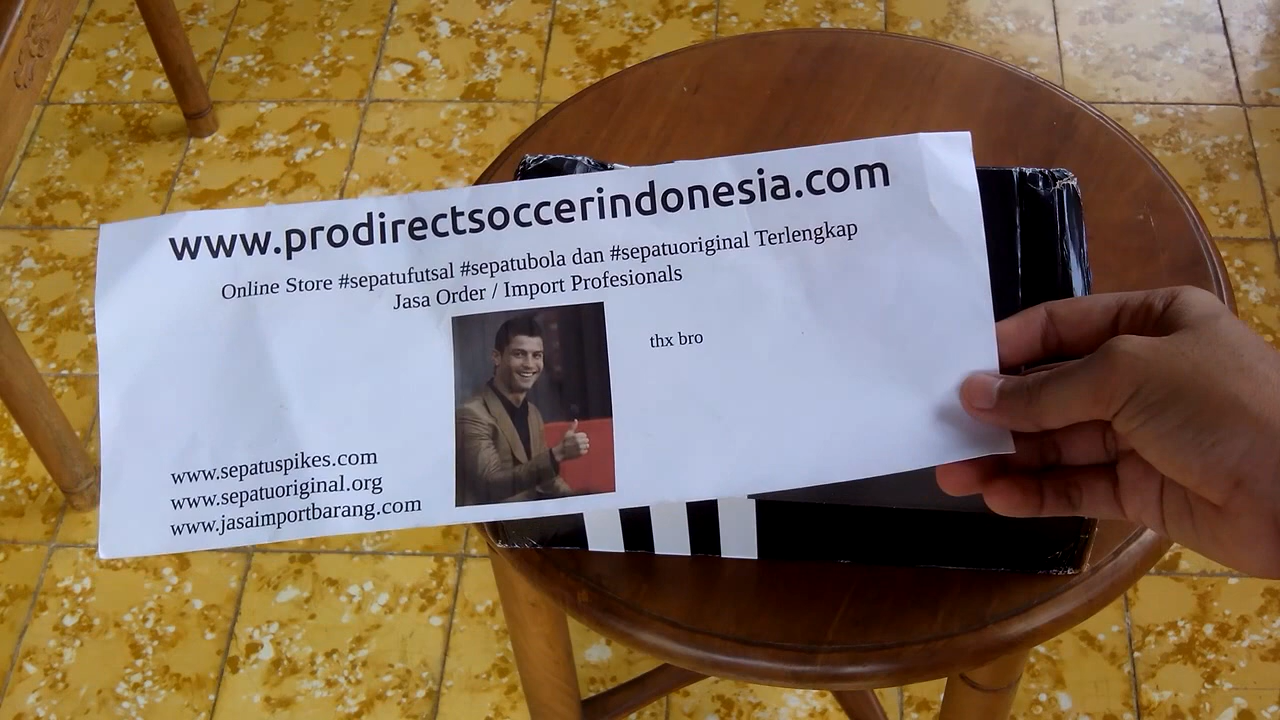 www.prodirectsoccerindonesia.com
Online Store #sepatufutsal #sepatubola dan #sepatuoriginal Terlengkap
Jasa Order / Import Profesionals
thx bro
www.sepatuspikes.com
www.sepatuoriginal.org
www.jasaimportbarang.com